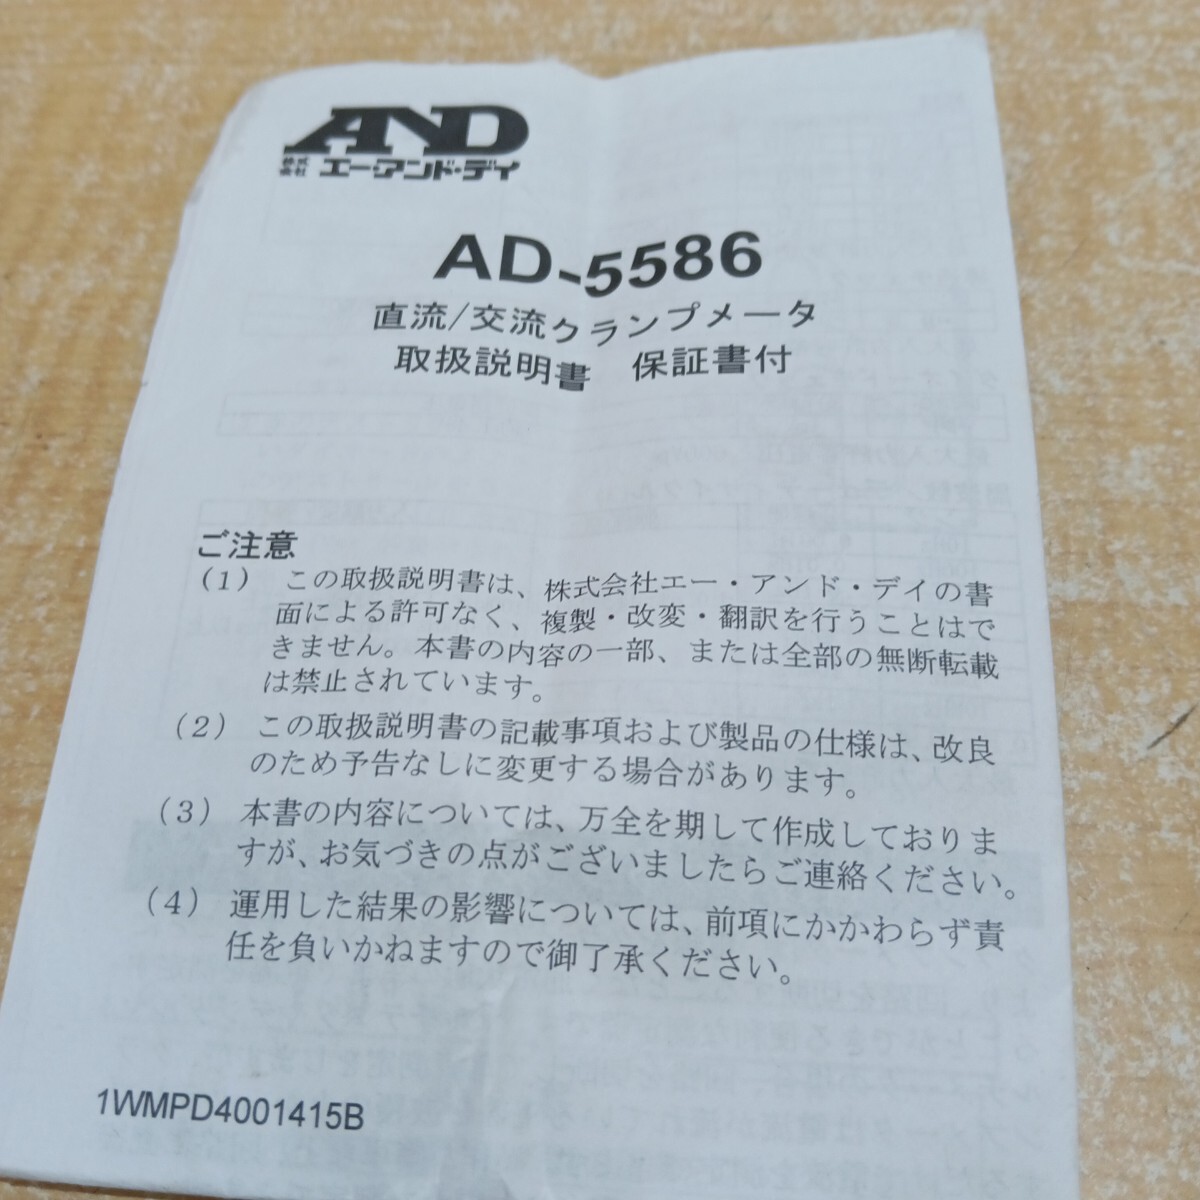 AND
株式会社 エー・アンド・デイ
AD-5586
直流/交流クランプメータ
取扱説明書 保証書付
ご注意
(1) この取扱説明書は、株式会社エー・アンド・デイの書
面による許可なく、複製・改変・翻訳を行うことはで
きません。本書の内容の一部、または全部の無断転載
は禁止されています。
(2) この取扱説明書の記載事項および製品の仕様は、改良
のため予告なしに変更する場合があります。
(3) 本書の内容については、万全を期して作成しておりま
すが、お気づきの点がございましたらご連絡ください。
(4) 運用した結果の影響については、前項にかかわらず責
任を負いかねますので御了承ください。
1WMPD4001415B